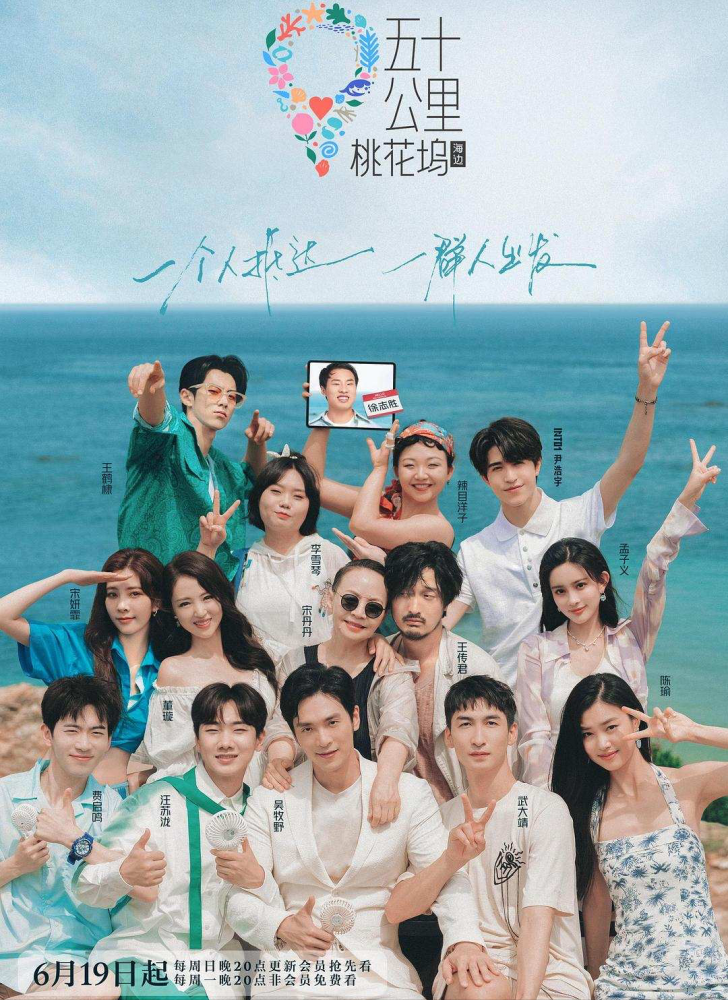 五十
公里
桃花坞
海边
一个人抵达 一群人出发
徐志胜
王鹤棣
辣目洋子
INTO1 尹浩宇
李雪琴
孟子义
宋妍霏
宋丹丹
王传君
董璇
陈瑜
费启鸣
汪苏泷
吴牧野
武大靖
6月19日起
每周日晚20点更新会员抢先看
每周一晚20点非会员免费看